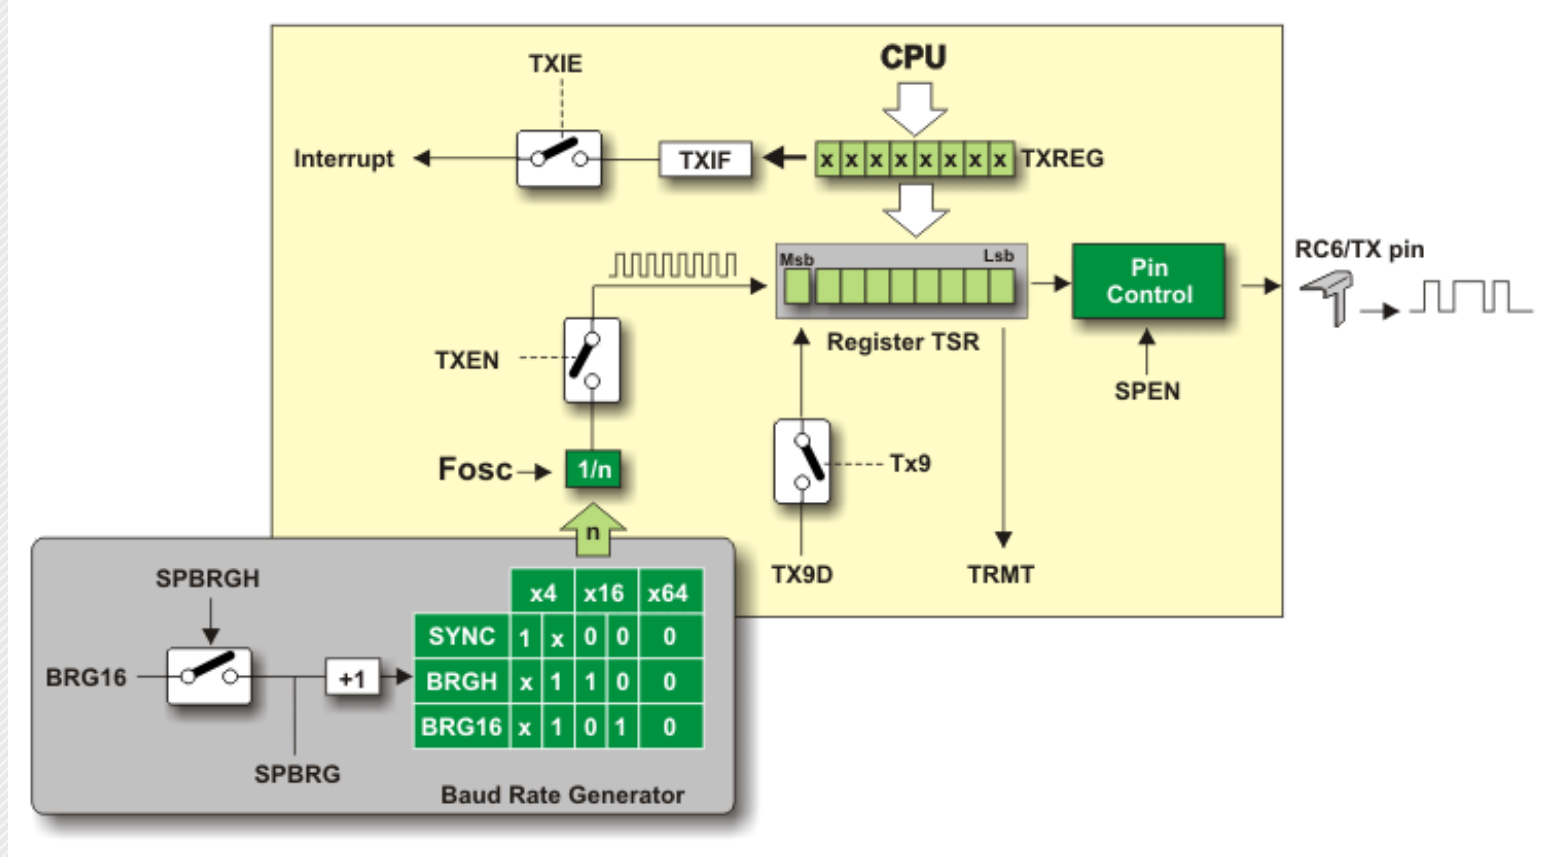 CPU
TXIE
Interrupt
TXIF
x x x x x x x x TXREG
Msb
Lsb
RC6/TX pin
Pin
Control
Register TSR
TXEN
SPEN
Fosc
1/n
Tx9
n
TX9D
TRMT
SPBRGH
x4 x16 x64
SYNC 1 x 0 0 0
BRG16
+1
BRGH x 1 1 0 0
BRG16 x 1 0 1 0
SPBRG
Baud Rate Generator